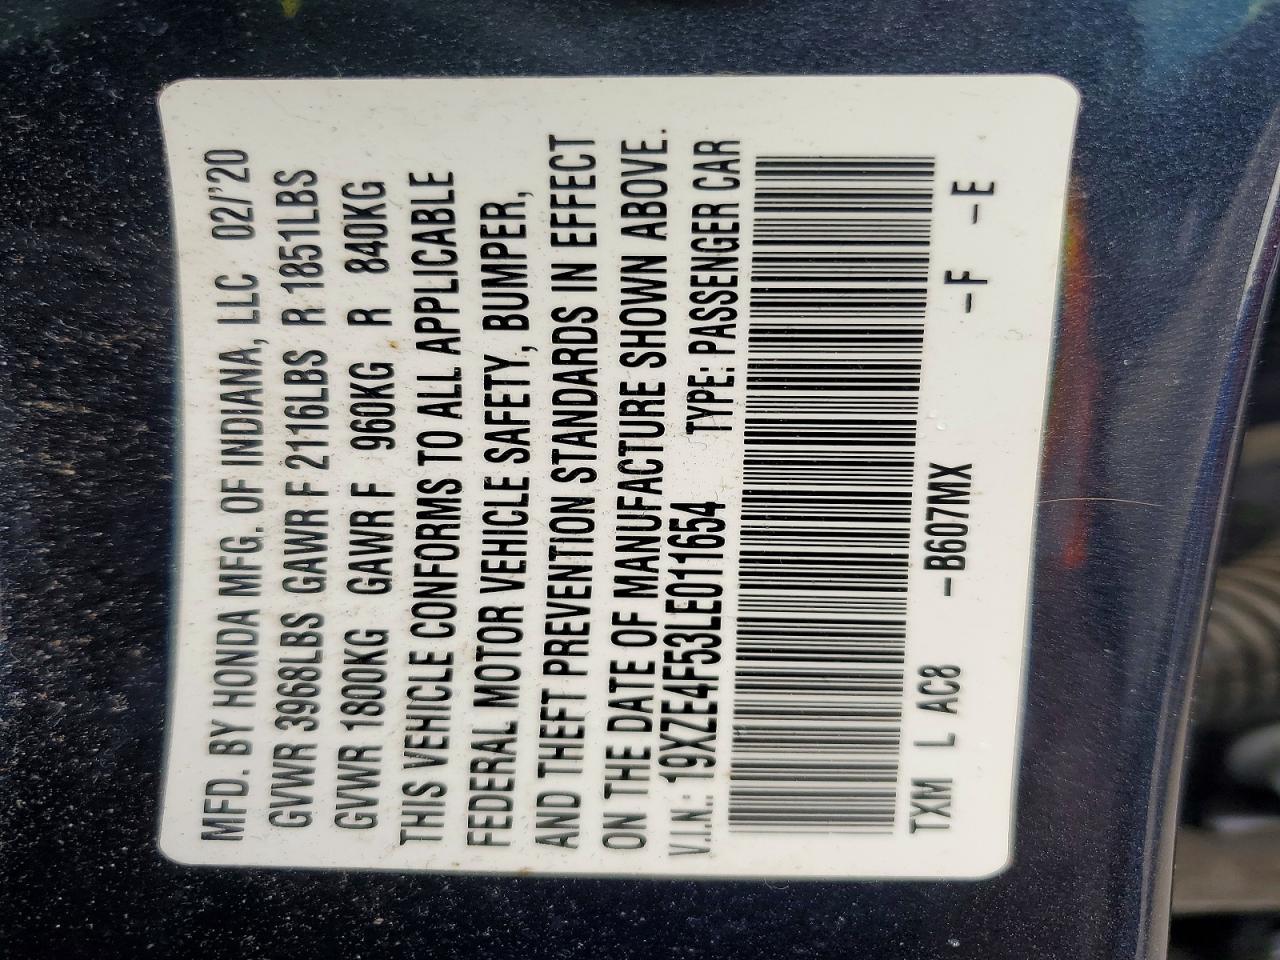 MFD. BY HONDA MFG. OF INDIANA, LLC 02/'20
GVWR 3968LBS GAWR F 2116LBS R 1851LBS
GVWR 1800KG GAWR F 960KG R 840KG
THIS VEHICLE CONFORMS TO ALL APPLICABLE
FEDERAL MOTOR VEHICLE SAFETY, BUMPER,
AND THEFT PREVENTION STANDARDS IN EFFECT
ON THE DATE OF MANUFACTURE SHOWN ABOVE.
V.I.N.: 19XZE4F53LE011654 TYPE: PASSENGER CAR
TXM L AC8 -B607MX -F -E